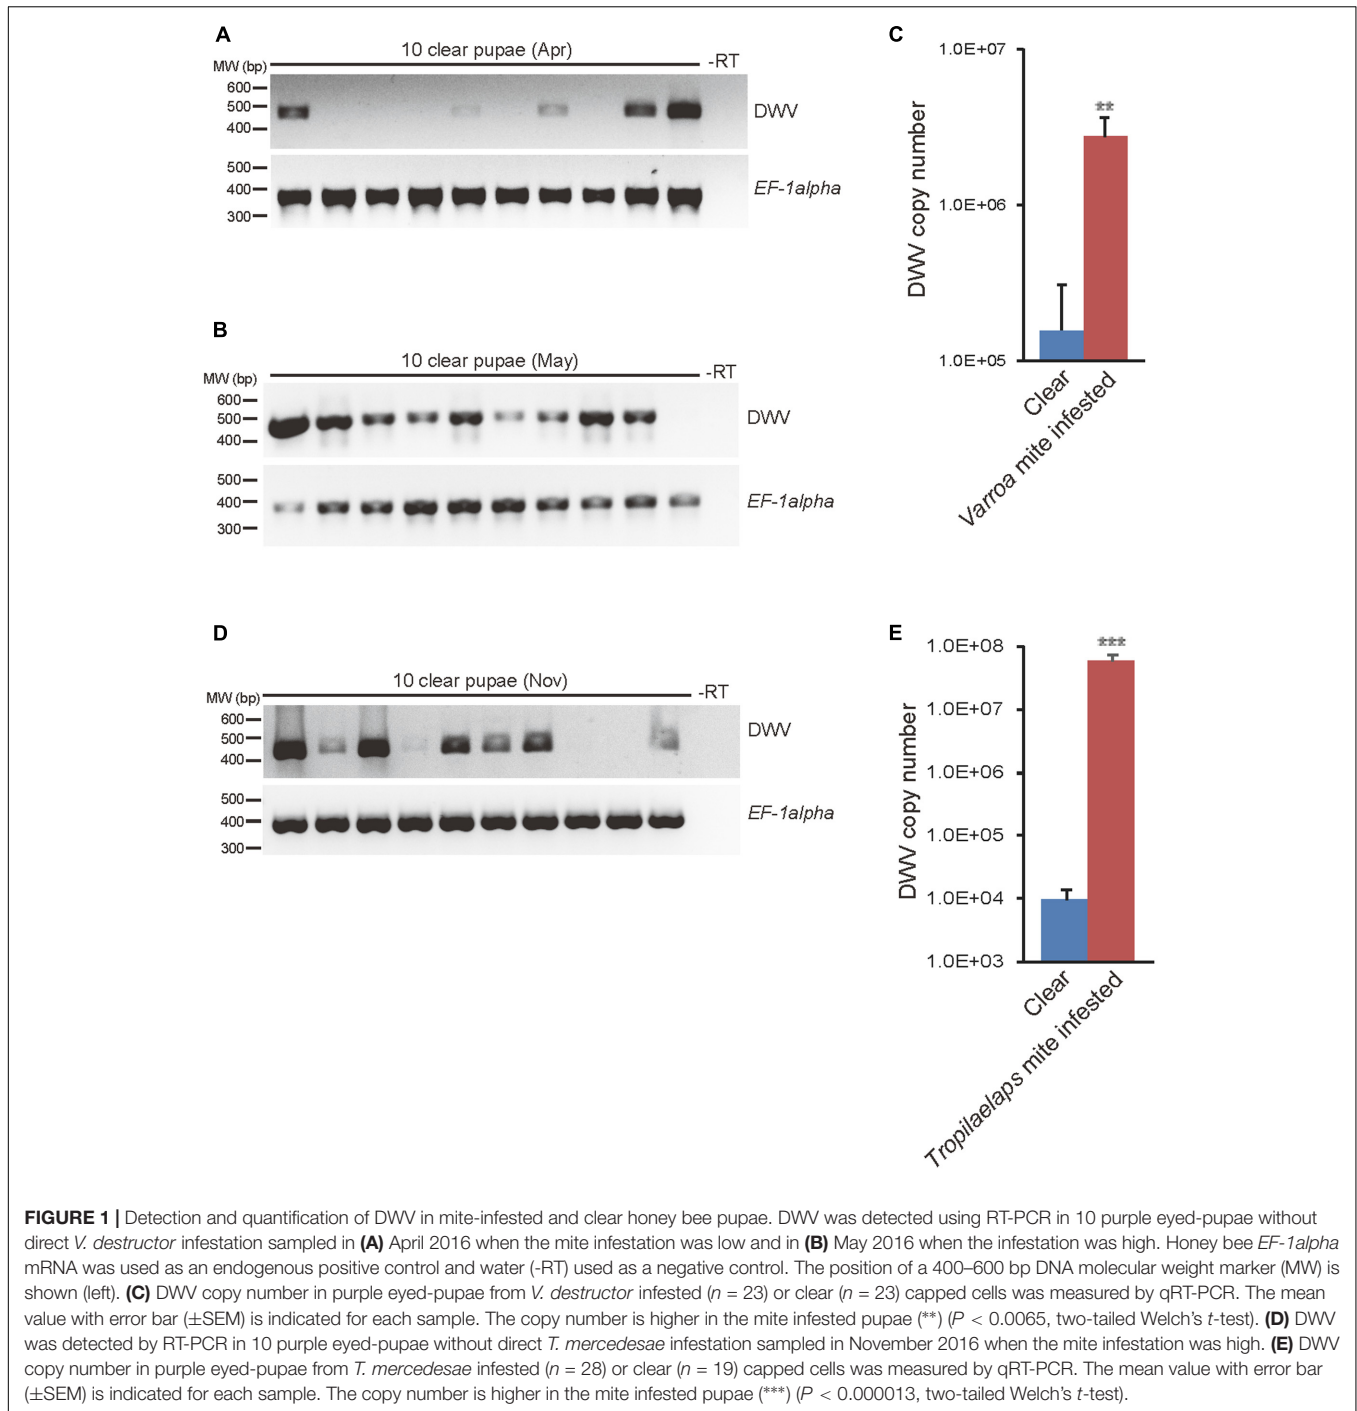 A
10 clear pupae (Apr)
MW (bp)
-RT
600
500
400
DWV
500
400
300
EF-1alpha
B
10 clear pupae (May)
MW (bp)
-RT
600
500
400
DWV
500
400
300
EF-1alpha
C
1.0E+07
1.0E+06
1.0E+05
DWV copy number
**
Clear
Varroa mite infested
D
10 clear pupae (Nov)
MW (bp)
-RT
600
500
400
DWV
500
400
300
EF-1alpha
E
1.0E+08
1.0E+07
1.0E+06
1.0E+05
1.0E+04
1.0E+03
DWV copy number
***
Clear
Tropilaelaps mite infested
FIGURE 1 | Detection and quantification of DWV in mite-infested and clear honey bee pupae. DWV was detected using RT-PCR in 10 purple eyed-pupae without
direct V. destructor infestation sampled in (A) April 2016 when the mite infestation was low and in (B) May 2016 when the infestation was high. Honey bee EF-1alpha
mRNA was used as an endogenous positive control and water (-RT) used as a negative control. The position of a 400–600 bp DNA molecular weight marker (MW) is
shown (left). (C) DWV copy number in purple eyed-pupae from V. destructor infested (n = 23) or clear (n = 23) capped cells was measured by qRT-PCR. The mean
value with error bar (±SEM) is indicated for each sample. The copy number is higher in the mite infested pupae (**) (P < 0.0065, two-tailed Welch's t-test). (D) DWV
was detected by RT-PCR in 10 purple eyed-pupae without direct T. mercedesae infestation sampled in November 2016 when the mite infestation was high. (E) DWV
copy number in purple eyed-pupae from T. mercedesae infested (n = 28) or clear (n = 19) capped cells was measured by qRT-PCR. The mean value with error bar
(±SEM) is indicated for each sample. The copy number is higher in the mite infested pupae (***) (P < 0.000013, two-tailed Welch's t-test).